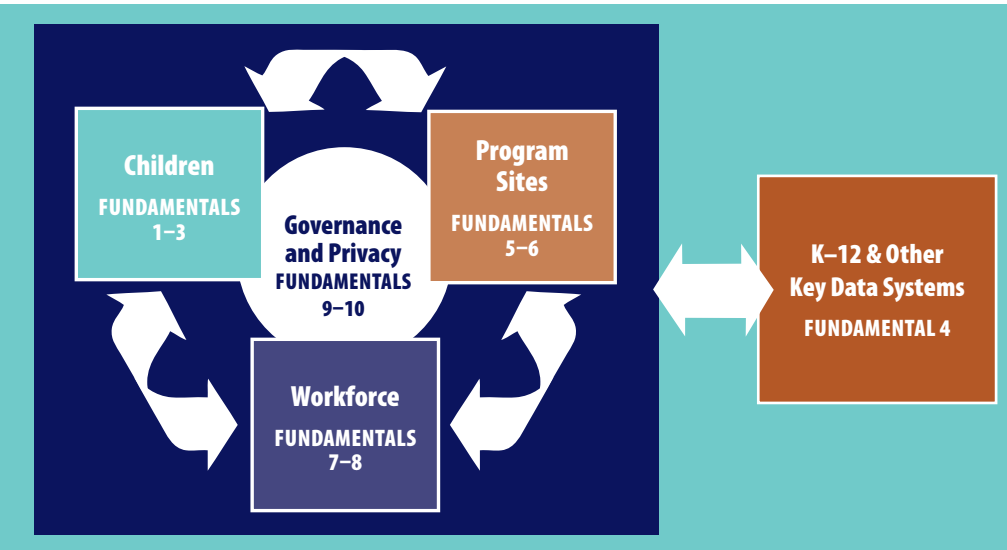 Children
FUNDAMENTALS
1–3
Program
Sites
FUNDAMENTALS
5–6
Governance
and Privacy
FUNDAMENTALS
9–10
Workforce
FUNDAMENTALS
7–8
K–12 & Other
Key Data Systems
FUNDAMENTAL 4